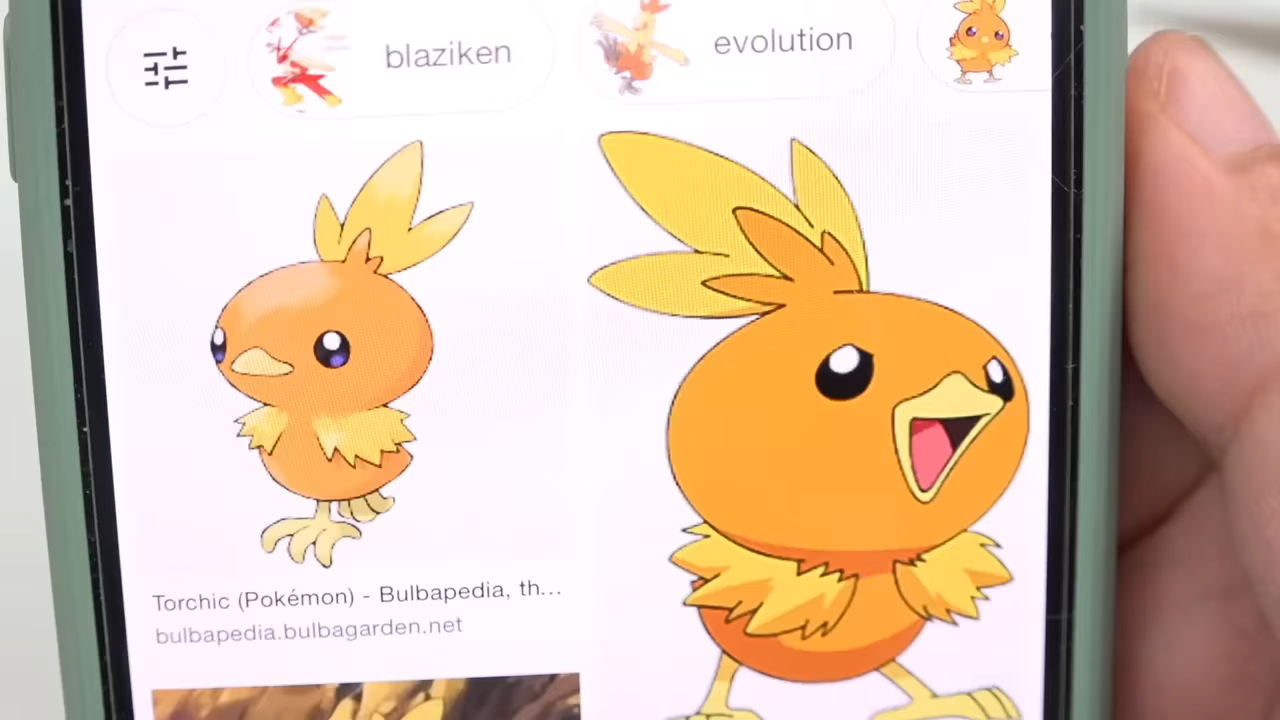 blaziken
evolution
Torchic (Pokémon) - Bulbapedia, th...
bulbapedia.bulbagarden.net